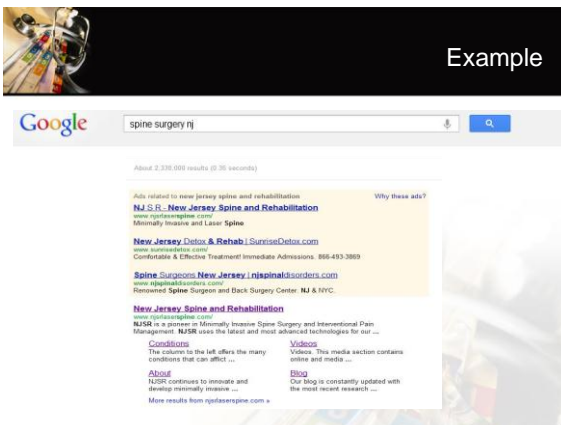 Example
Google
spine surgery nj
About 2,330,000 results (0.36 seconds)
Ads related to new jersey spine and rehabilitation
Why these ads?
NJ S R - New Jersey Spine and Rehabilitation
www.njsrlaserspine.com/
Minimally Invasive and Laser Spine
New Jersey Detox & Rehab | SunriseDetox.com
www.sunrisedetox.com/
Comfortable & Effective Treatment! Immediate Admissions. 866-493-3869
Spine Surgeons New Jersey | njspinaldisorders.com
www.njspinaldisorders.com/
Renowned Spine Surgeon and Back Surgery Center. NJ & NYC.
New Jersey Spine and Rehabilitation
www.njsrlaserspine.com/
NJSR is a pioneer in Minimally Invasive Spine Surgery and Interventional Pain
Management. NJSR uses the latest and most advanced technologies for our ...
Conditions
The column to the left offers the many
conditions that can afflict ...
Videos
Videos. This media section contains
online and media ...
About
NJSR continues to innovate and
develop minimally invasive ...
Blog
Our blog is constantly updated with
the most recent research ...
More results from njsrlaserspine.com »